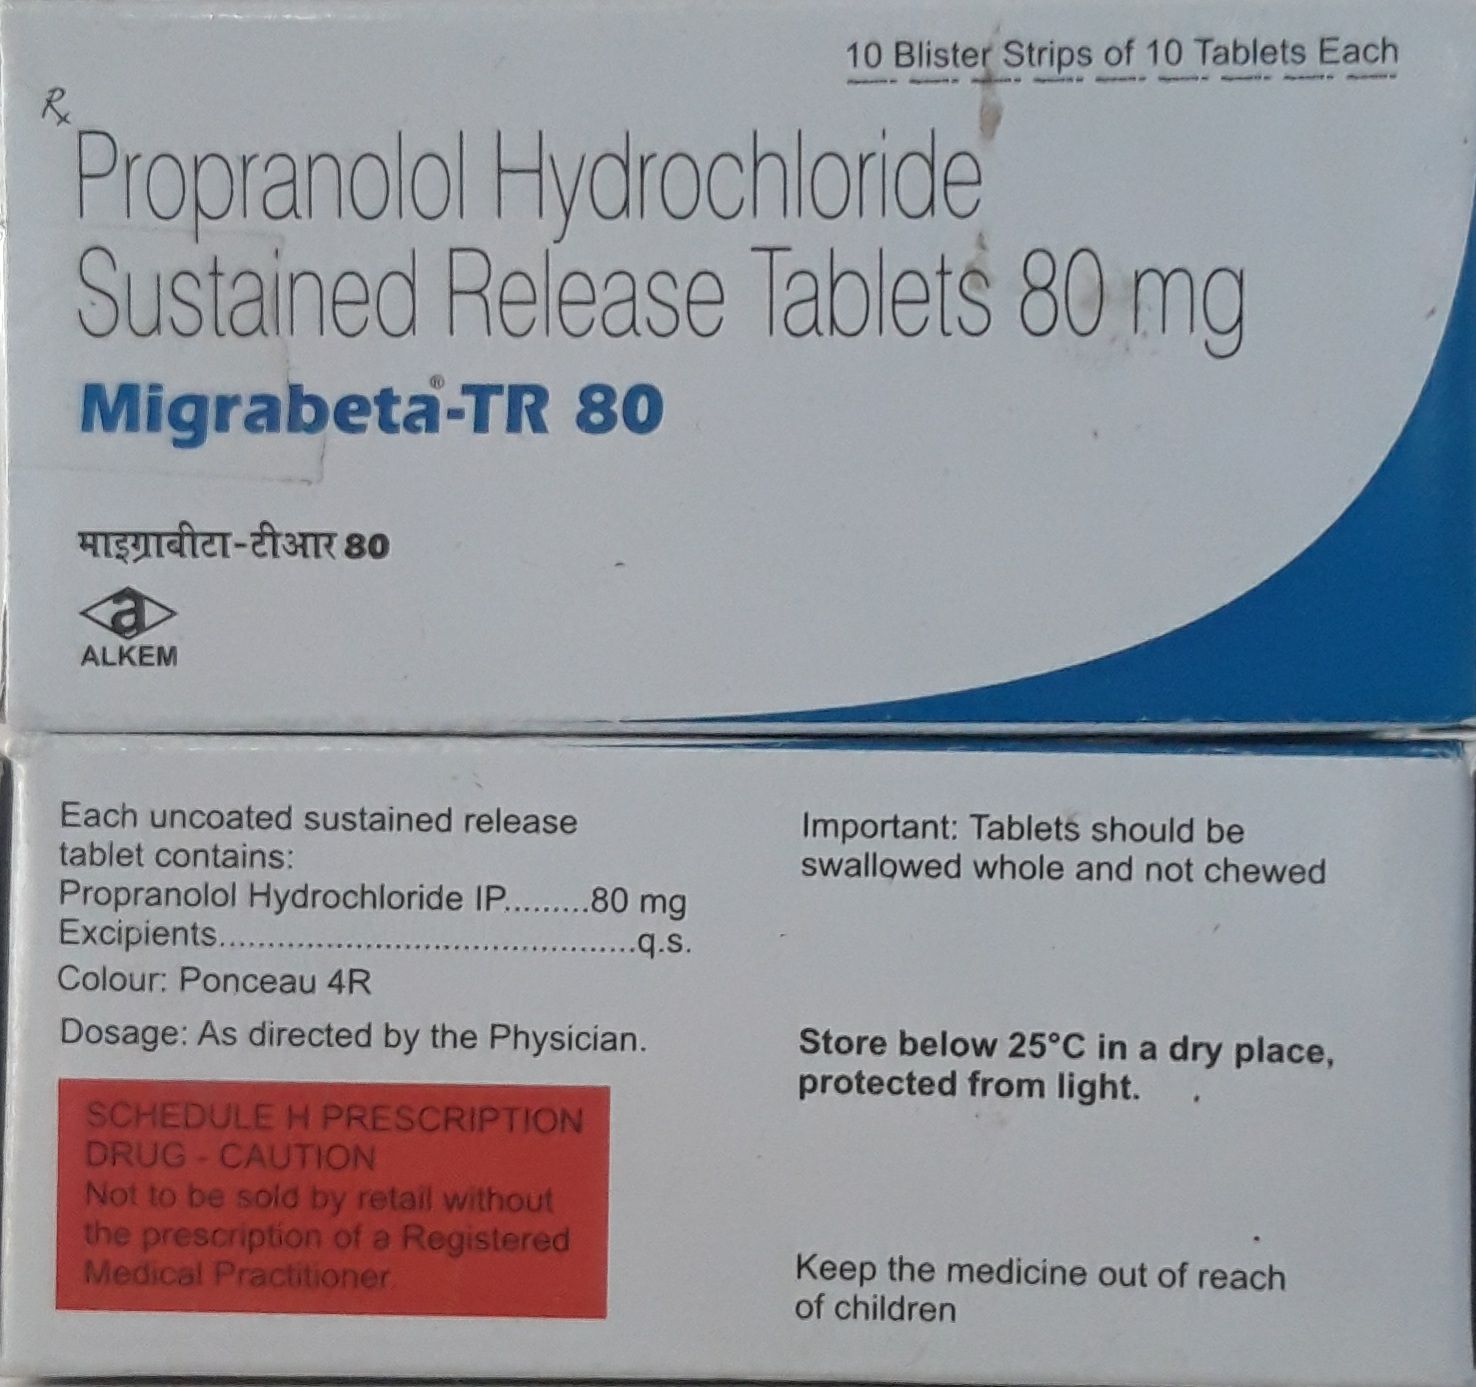 10 Blister Strips of 10 Tablets Each
Rx
Propranolol Hydrochloride
Sustained Release Tablets 80 mg
Migrabeta®-TR 80
माइग्राबीटा-टीआर 80
a
ALKEM
Each uncoated sustained release
tablet contains:
Propranolol Hydrochloride IP.........80 mg
Excipients...........................................q.s.
Colour: Ponceau 4R
Dosage: As directed by the Physician.
SCHEDULE H PRESCRIPTION
DRUG - CAUTION
Not to be sold by retail without
the prescription of a Registered
Medical Practitioner
Important: Tablets should be
swallowed whole and not chewed
Store below 25°C in a dry place,
protected from light.
Keep the medicine out of reach
of children